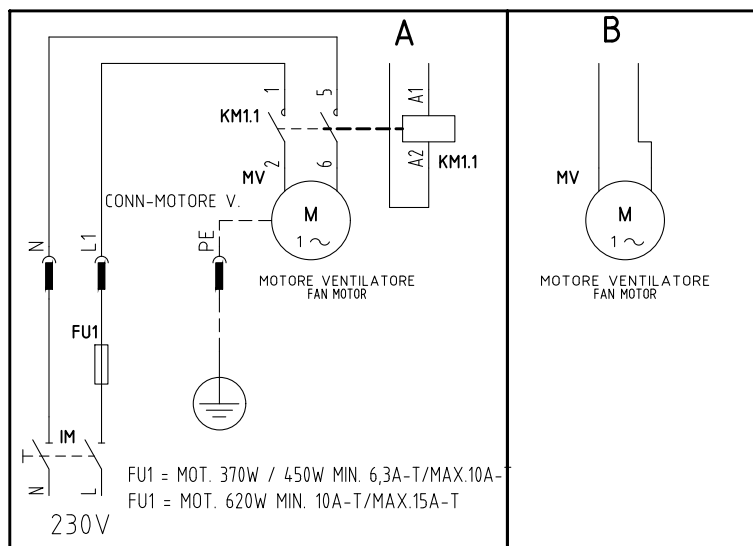 A
B
1
5
A1
KM1.1
2
6
A2
KM1.1
MV
CONN-MOTORE V.
M
1 ~
MV
M
1 ~
N
L1
PE
MOTORE VENTILATORE
FAN MOTOR
MOTORE VENTILATORE
FAN MOTOR
FU1
IM
N
L
FU1 = MOT. 370W / 450W MIN. 6,3A-T/MAX.10A-T
FU1 = MOT. 620W MIN. 10A-T/MAX.15A-T
230V